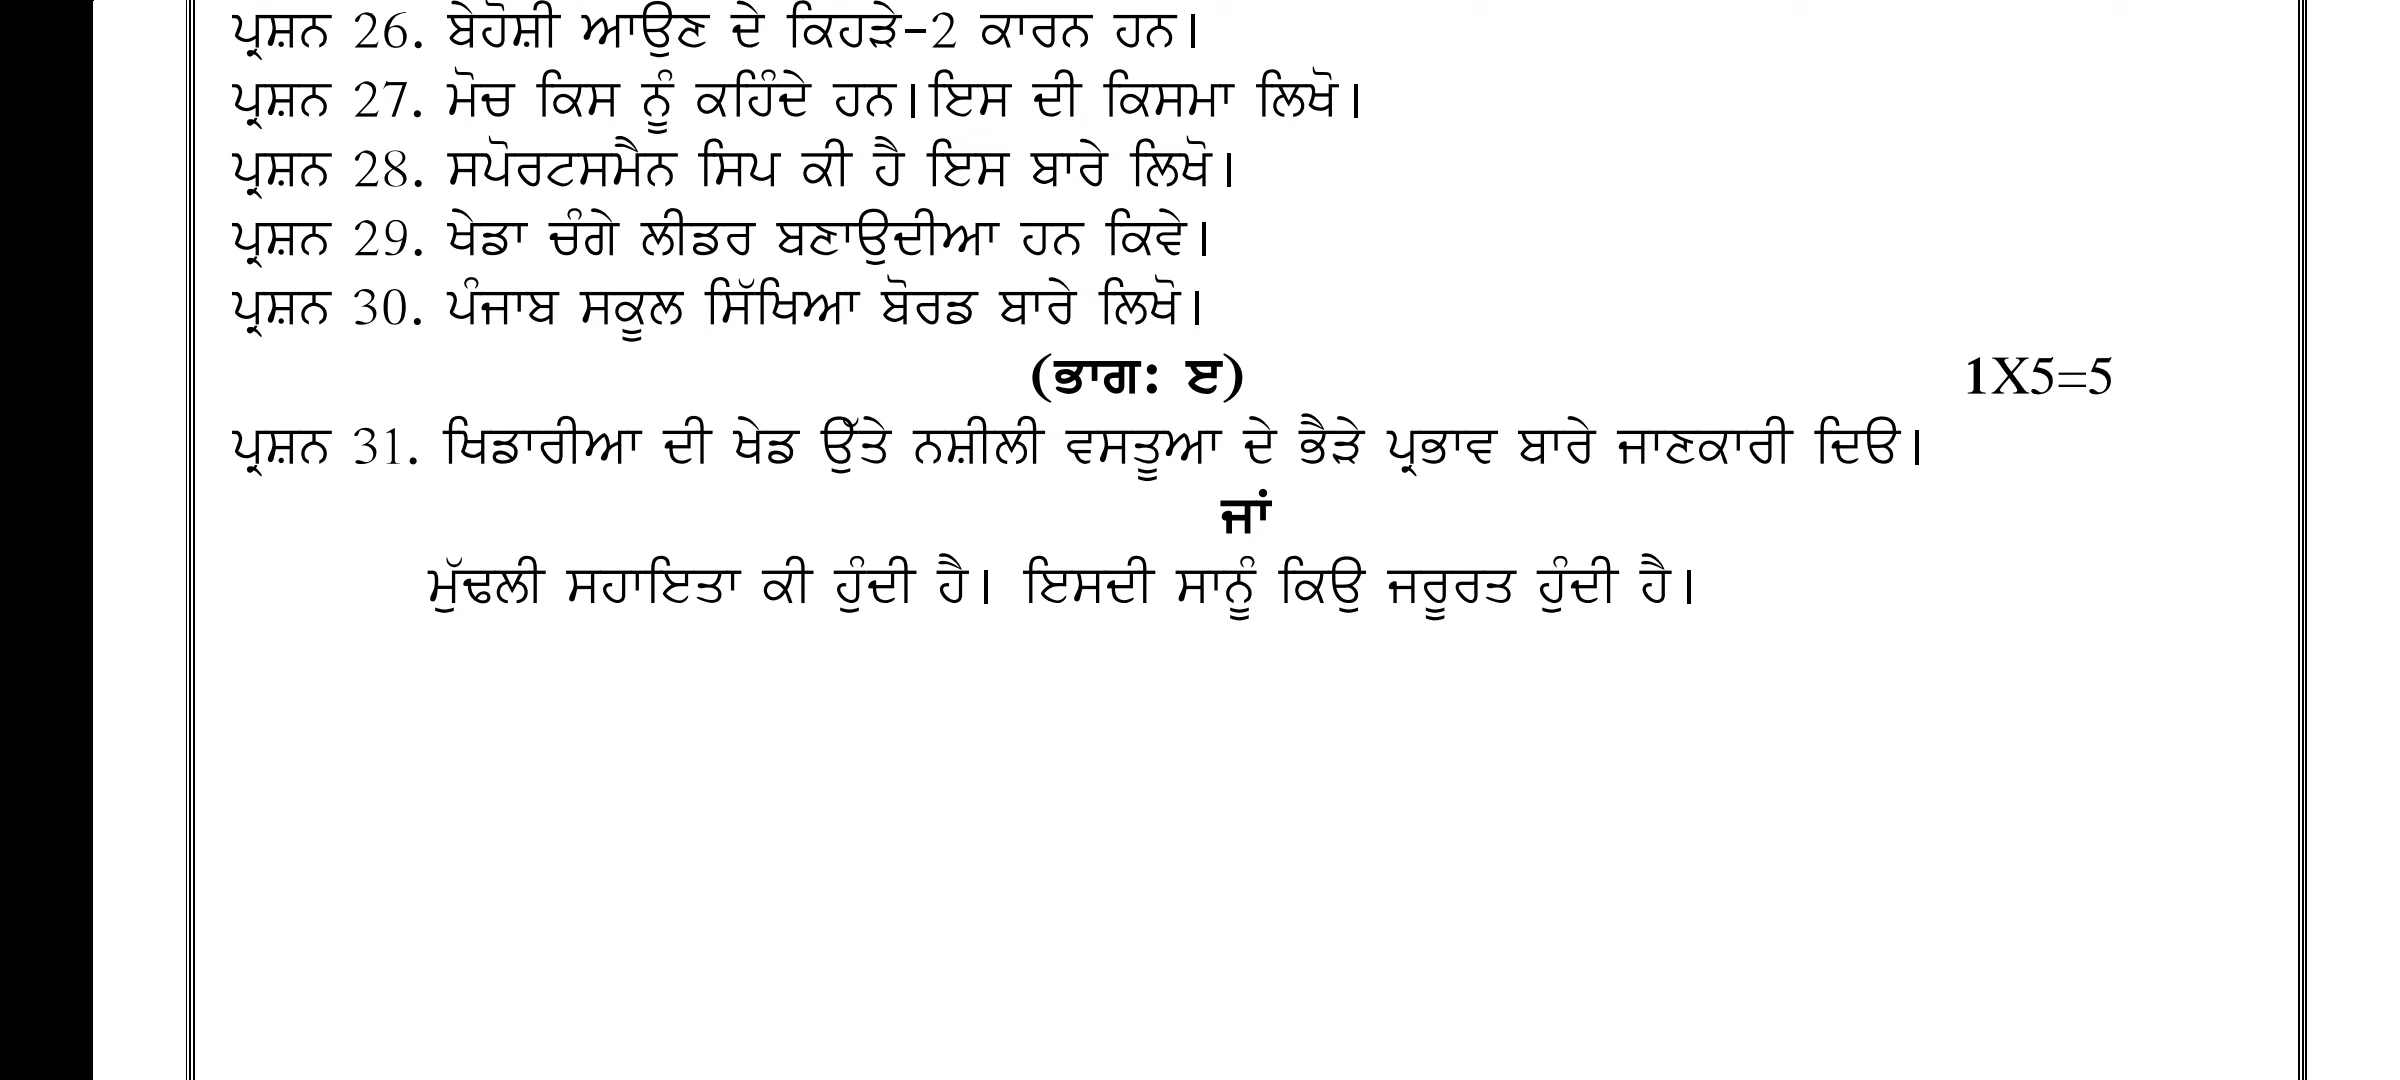 ਪ੍ਰਸ਼ਨ 26. ਬੇਹੋਸ਼ੀ ਆਉਣ ਦੇ ਕਿਹੜੇ-2 ਕਾਰਨ ਹਨ।
ਪ੍ਰਸ਼ਨ 27. ਮੋਚ ਕਿਸ ਨੂੰ ਕਹਿੰਦੇ ਹਨ।ਇਸ ਦੀ ਕਿਸਮਾ ਲਿਖੋ।
ਪ੍ਰਸ਼ਨ 28. ਸਪੋਰਟਸਮੈਨ ਸਿਪ ਕੀ ਹੈ ਇਸ ਬਾਰੇ ਲਿਖੋ।
ਪ੍ਰਸ਼ਨ 29. ਖੇਡਾ ਚੰਗੇ ਲੀਡਰ ਬਣਾਉਦੀਆ ਹਨ ਕਿਵੇ।
ਪ੍ਰਸ਼ਨ 30. ਪੰਜਾਬ ਸਕੂਲ ਸਿੱਖਿਆ ਬੋਰਡ ਬਾਰੇ ਲਿਖੋ।
(ਭਾਗ: ੲ) 1X5=5
ਪ੍ਰਸ਼ਨ 31. ਖਿਡਾਰੀਆ ਦੀ ਖੇਡ ਉੱਤੇ ਨਸ਼ੀਲੀ ਵਸਤੂਆ ਦੇ ਭੈੜੇ ਪ੍ਰਭਾਵ ਬਾਰੇ ਜਾਣਕਾਰੀ ਦਿਓ।
ਜਾਂ
ਮੁੱਢਲੀ ਸਹਾਇਤਾ ਕੀ ਹੁੰਦੀ ਹੈ। ਇਸਦੀ ਸਾਨੂੰ ਕਿਉ ਜਰੂਰਤ ਹੁੰਦੀ ਹੈ।